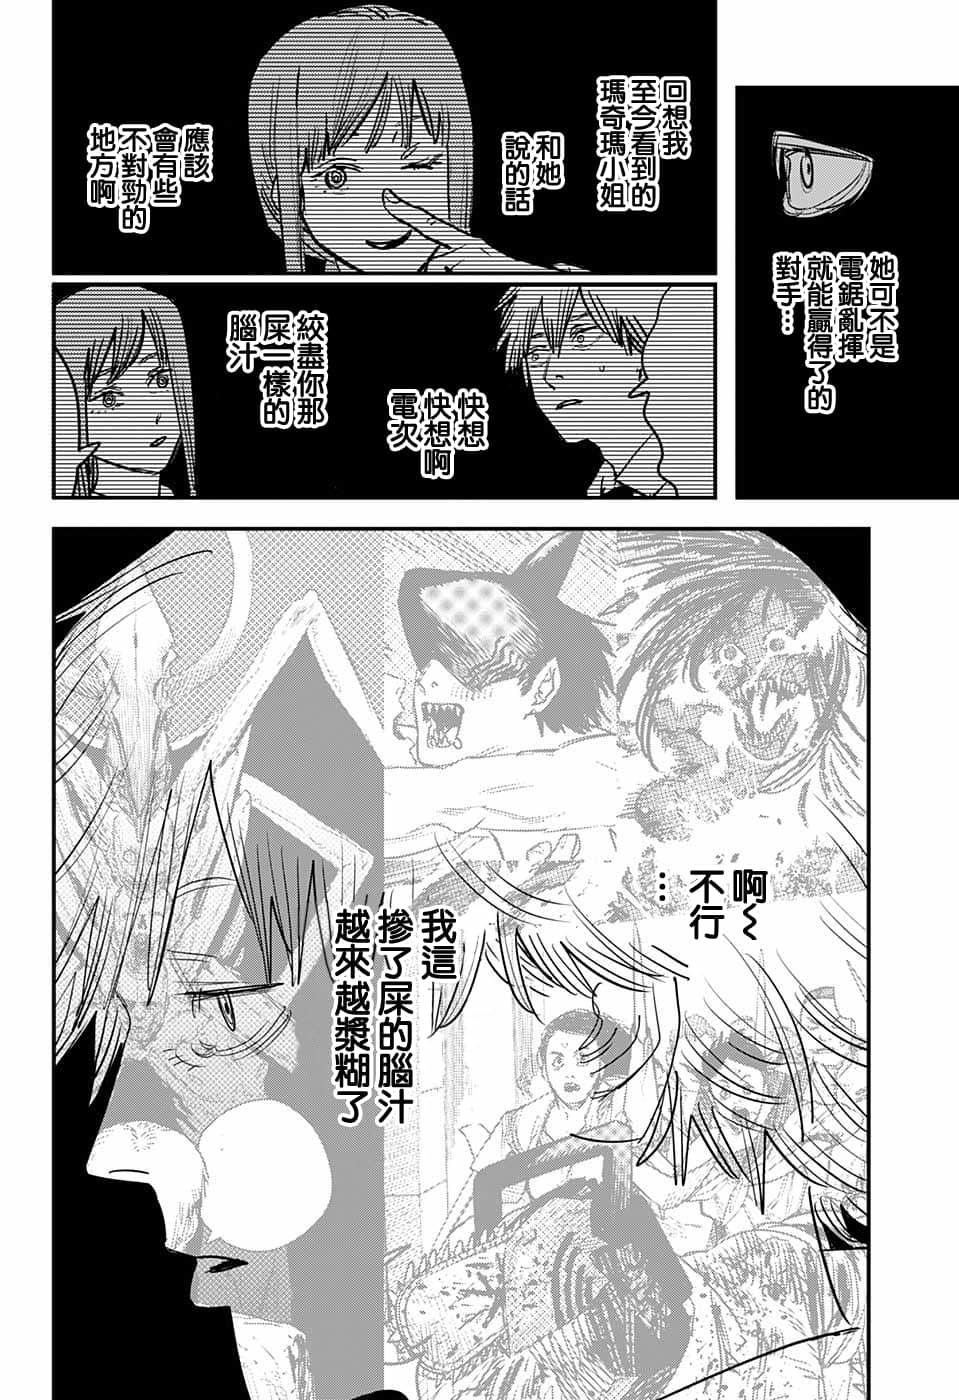 她可不是
電鋸亂揮
就能贏得了的
對手…
回想我
至今看到的
瑪奇瑪小姐
和她
說的話
應該
會有些
不對勁的
地方啊
快想
快想啊
電次
絞盡你那
屎一樣的
腦汁
啊～
不行
…
我這
摻了屎的腦汁
越來越漿糊了